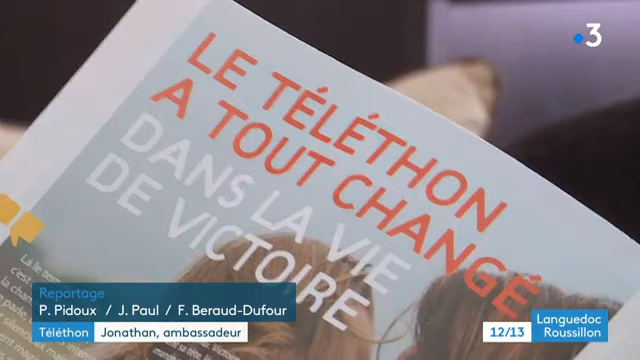 3
LE TÉLÉTHON
A TOUT CHANGÉ
DANS LA VIE
DE VICTOIRE
Reportage
P. Pidoux / J. Paul / F. Beraud-Dufour
Téléthon Jonathan, ambassadeur
12/13 Languedoc
Roussillon